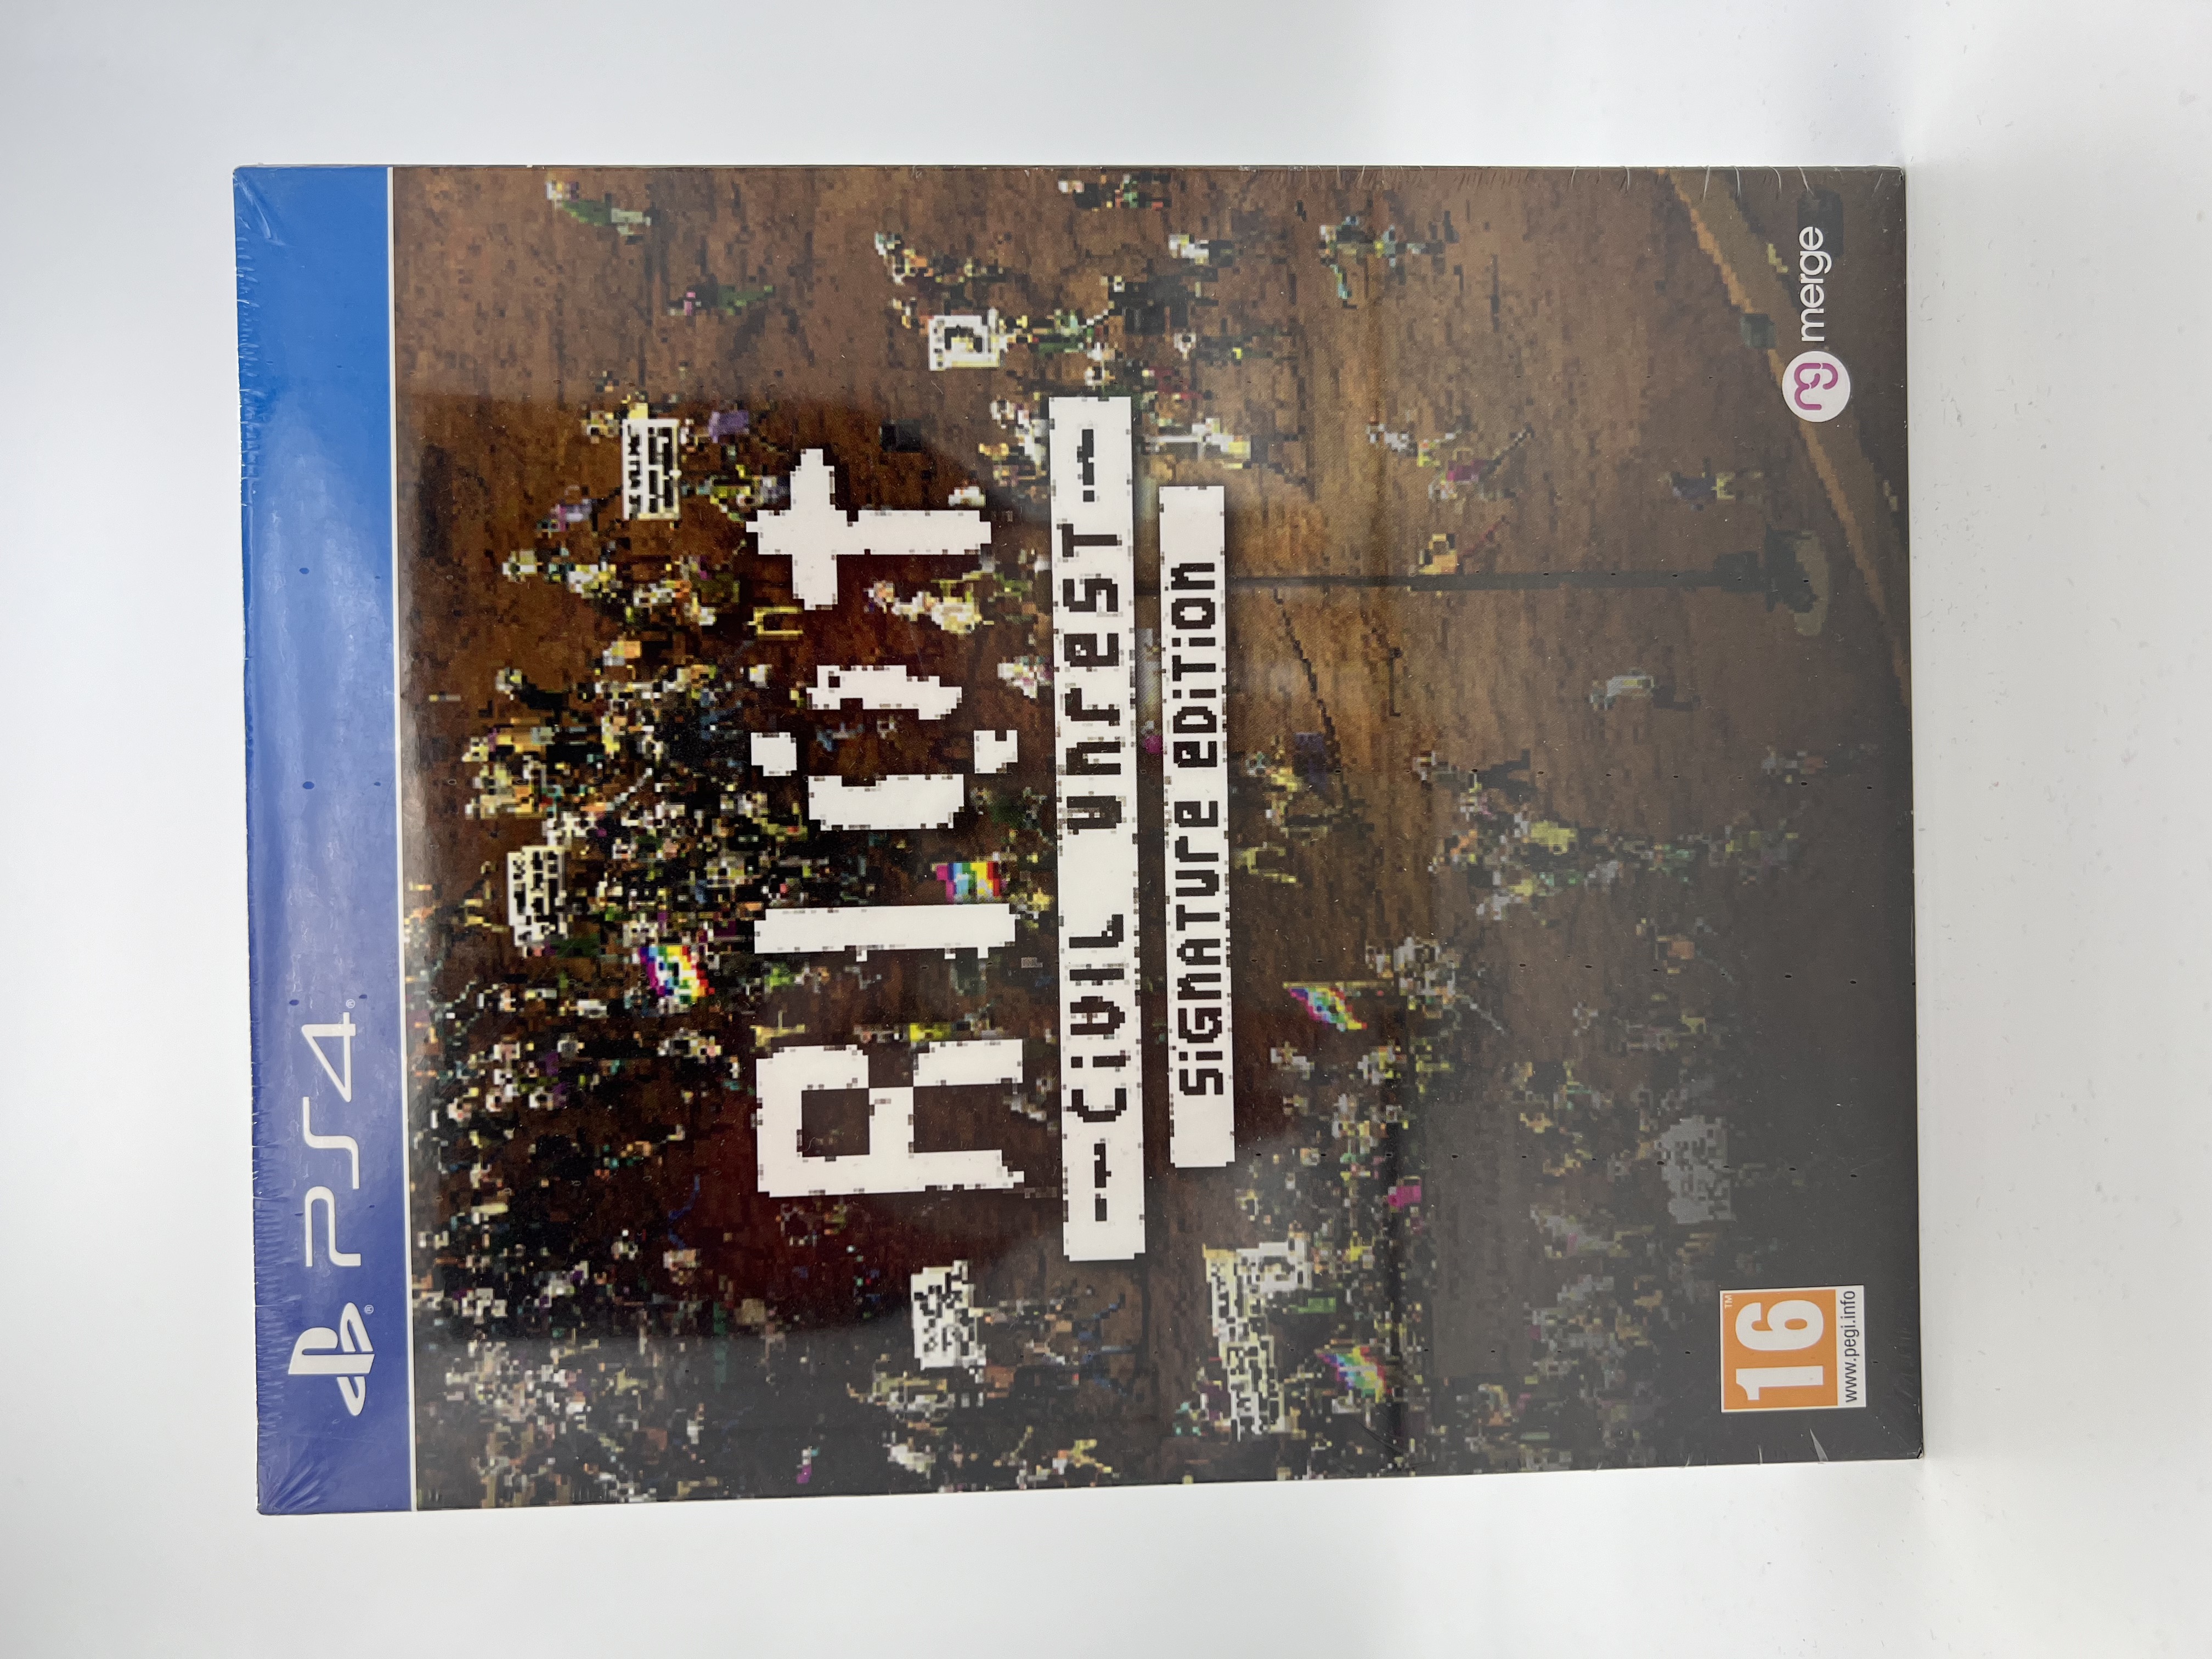 PS4
RIOT
-CIVIL UNREST-
SIGNATURE EDITION
16
www.pegi.info
merge